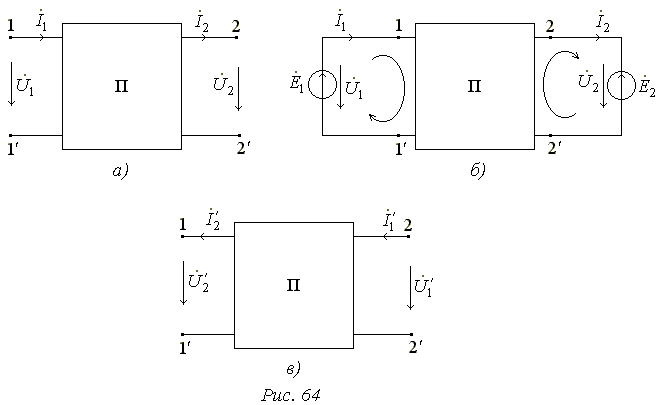 İ₁ İ₂ İ₁ İ₂
1 2 1 2
U̇₁ П U̇₂ Ė₁ U̇₁ П U̇₂ Ė₂
1′ 2′ 1′ 2′
а) б)
1 İ₂′ İ₁′ 2
U̇₂′ П U̇₁′
1′ 2′
в)
Рис. 64